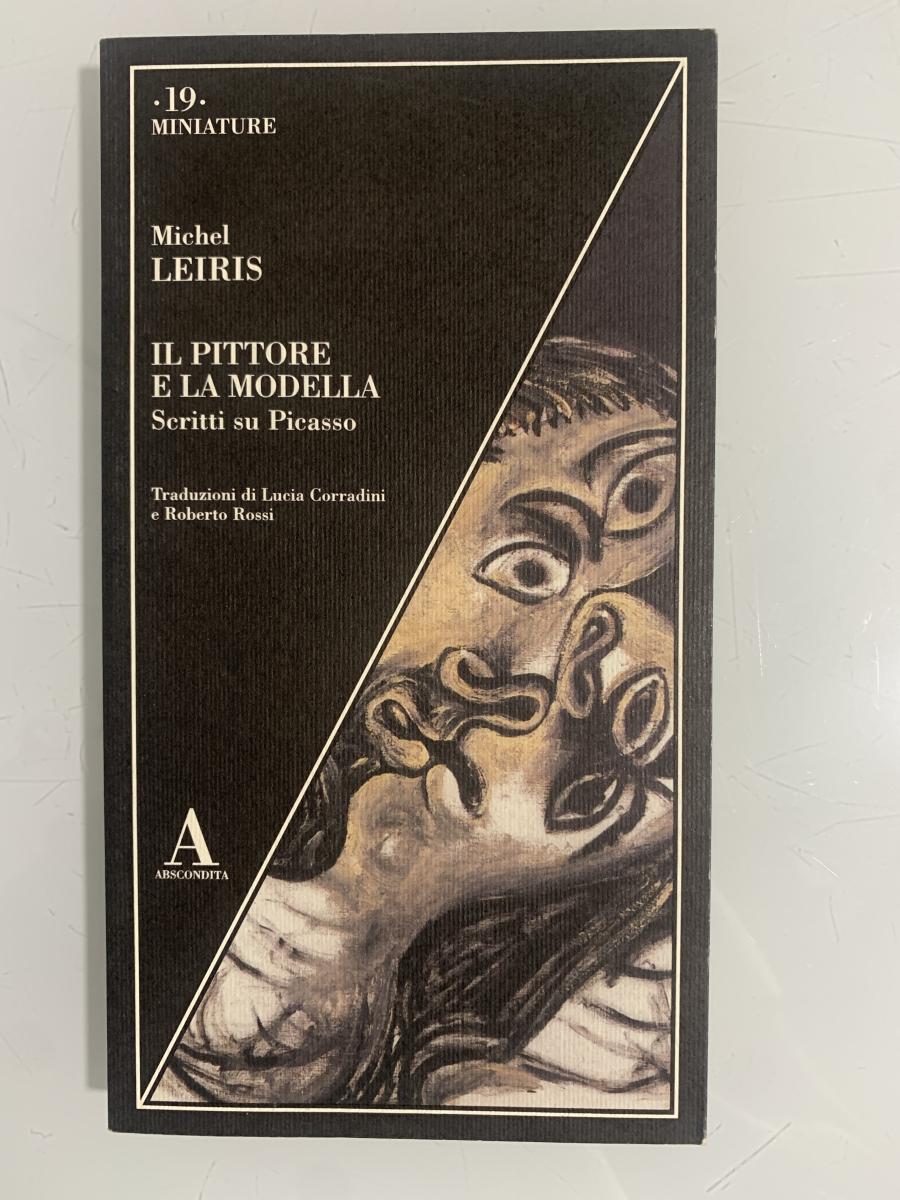 ·19·
MINIATURE
Michel
LEIRIS
IL PITTORE
E LA MODELLA
Scritti su Picasso
Traduzioni di Lucia Corradini
e Roberto Rossi
A
ABSCONDITA